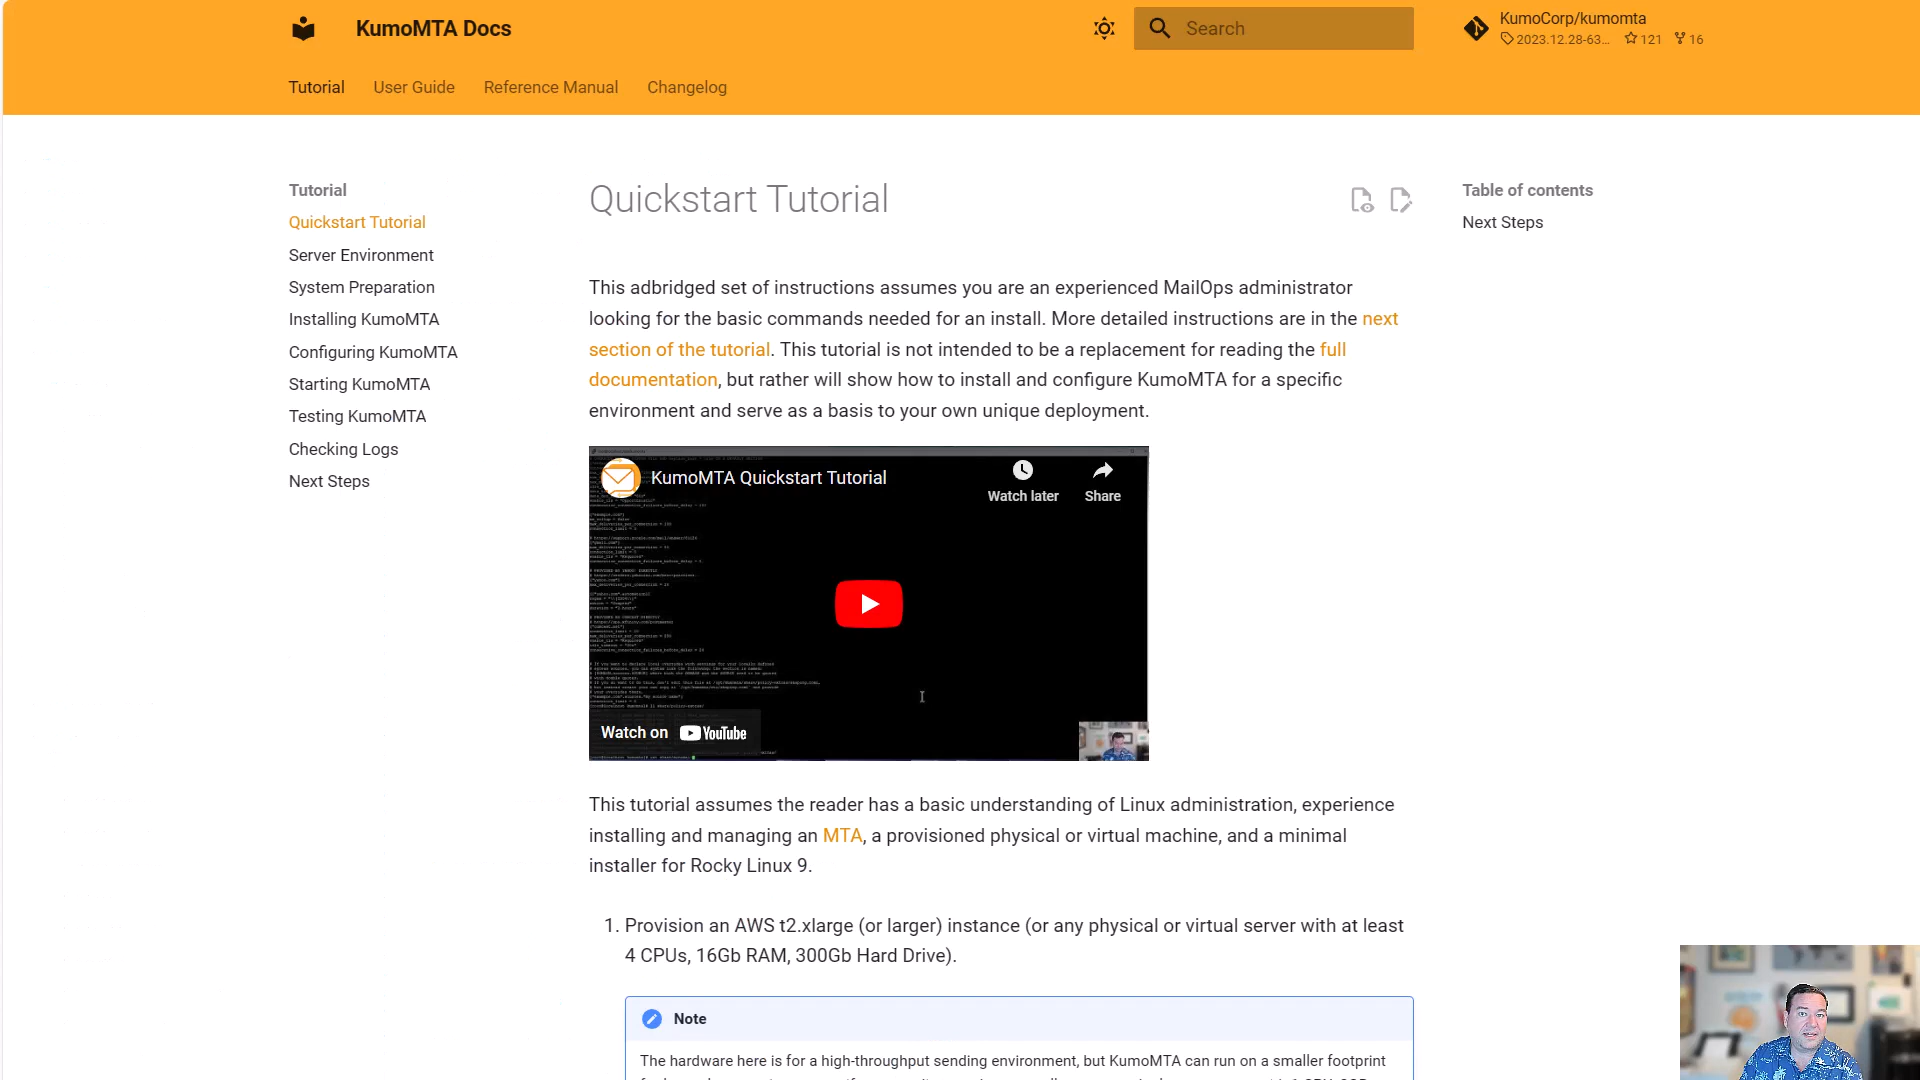 KumoMTA Docs
Search
KumoCorp/kumomta
2023.12.28-63... 121 16
Tutorial User Guide Reference Manual Changelog
Tutorial
Quickstart Tutorial
Server Environment
System Preparation
Installing KumoMTA
Configuring KumoMTA
Starting KumoMTA
Testing KumoMTA
Checking Logs
Next Steps
Quickstart Tutorial
This adbridged set of instructions assumes you are an experienced MailOps administrator
looking for the basic commands needed for an install. More detailed instructions are in the next
section of the tutorial. This tutorial is not intended to be a replacement for reading the full
documentation, but rather will show how to install and configure KumoMTA for a specific
environment and serve as a basis to your own unique deployment.
KumoMTA Quickstart Tutorial
Watch later Share
Watch on YouTube
This tutorial assumes the reader has a basic understanding of Linux administration, experience
installing and managing an MTA, a provisioned physical or virtual machine, and a minimal
installer for Rocky Linux 9.
1. Provision an AWS t2.xlarge (or larger) instance (or any physical or virtual server with at least
4 CPUs, 16Gb RAM, 300Gb Hard Drive).
Note
The hardware here is for a high-throughput sending environment, but KumoMTA can run on a smaller footprint
Table of contents
Next Steps